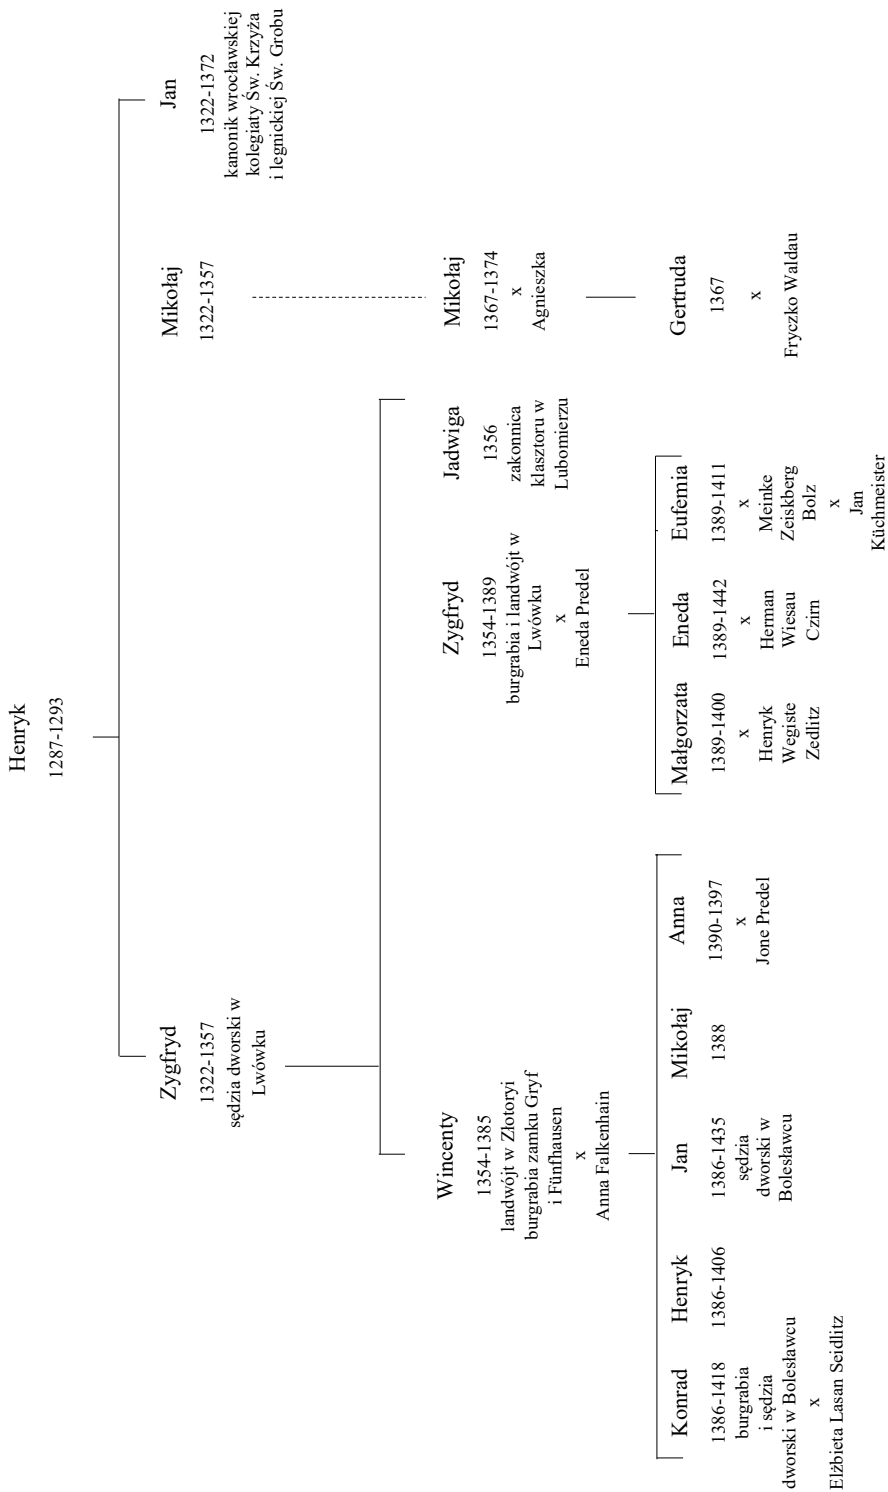 Henryk
1287-1293
Zygfryd
1322-1357
sędzia dworski w
Lwówku
Mikołaj
1322-1357
Jan
1322-1372
kanonik wrocławskiej
kolegiaty Św. Krzyża
i legnickiej Św. Grobu
Wincenty
1354-1385
landwójt w Złotoryi
burgrabia zamku Gryf
i Fünfhausen
x
Anna Falkenhain
Zygfryd
1354-1389
burgrabia i landwójt w
Lwówku
x
Eneda Predel
Jadwiga
1356
zakonnica
klasztoru w
Lubomierzu
Mikołaj
1367-1374
x
Agnieszka
Konrad
1386-1418
burgrabia
i sędzia
dworski w Bolesławcu
x
Elżbieta Lasan Seidlitz
Henryk
1386-1406
Jan
1386-1435
sędzia
dworski w
Bolesławcu
Mikołaj
1388
Anna
1390-1397
x
Jone Predel
Małgorzata
1389-1400
x
Henryk
Wegiste
Zedlitz
Eneda
1389-1442
x
Herman
Wiesau
Czirn
Eufemia
1389-1411
x
Meinke
Zeiskberg
Bolz
x
Jan
Küchmeister
Gertruda
1367
x
Fryczko Waldau